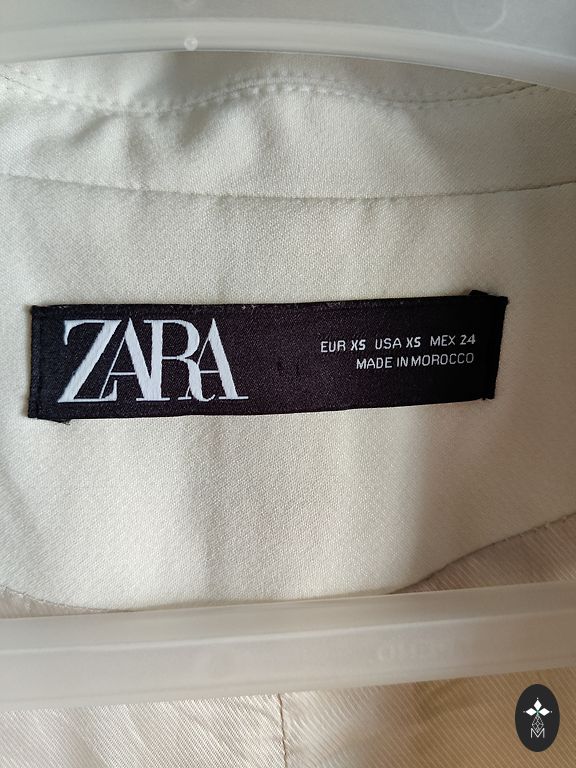 ZARA
EUR XS USA XS MEX 24
MADE IN MOROCCO